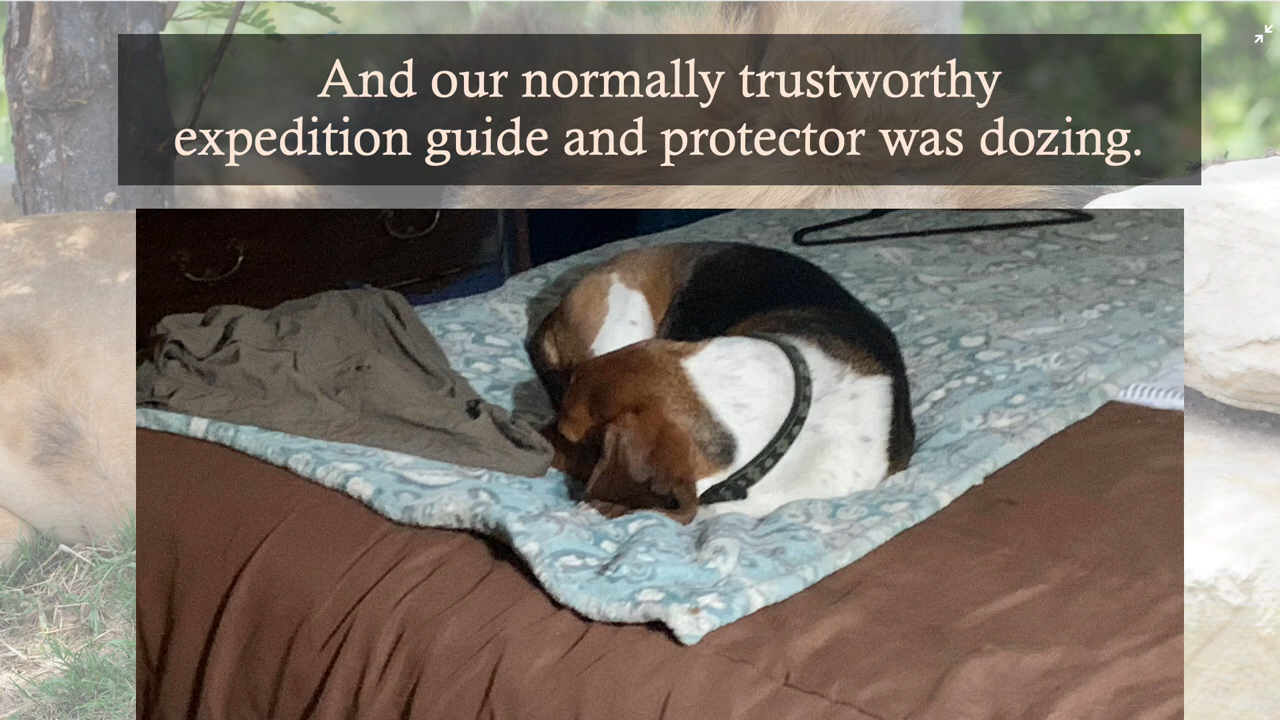 And our normally trustworthy
expedition guide and protector was dozing.